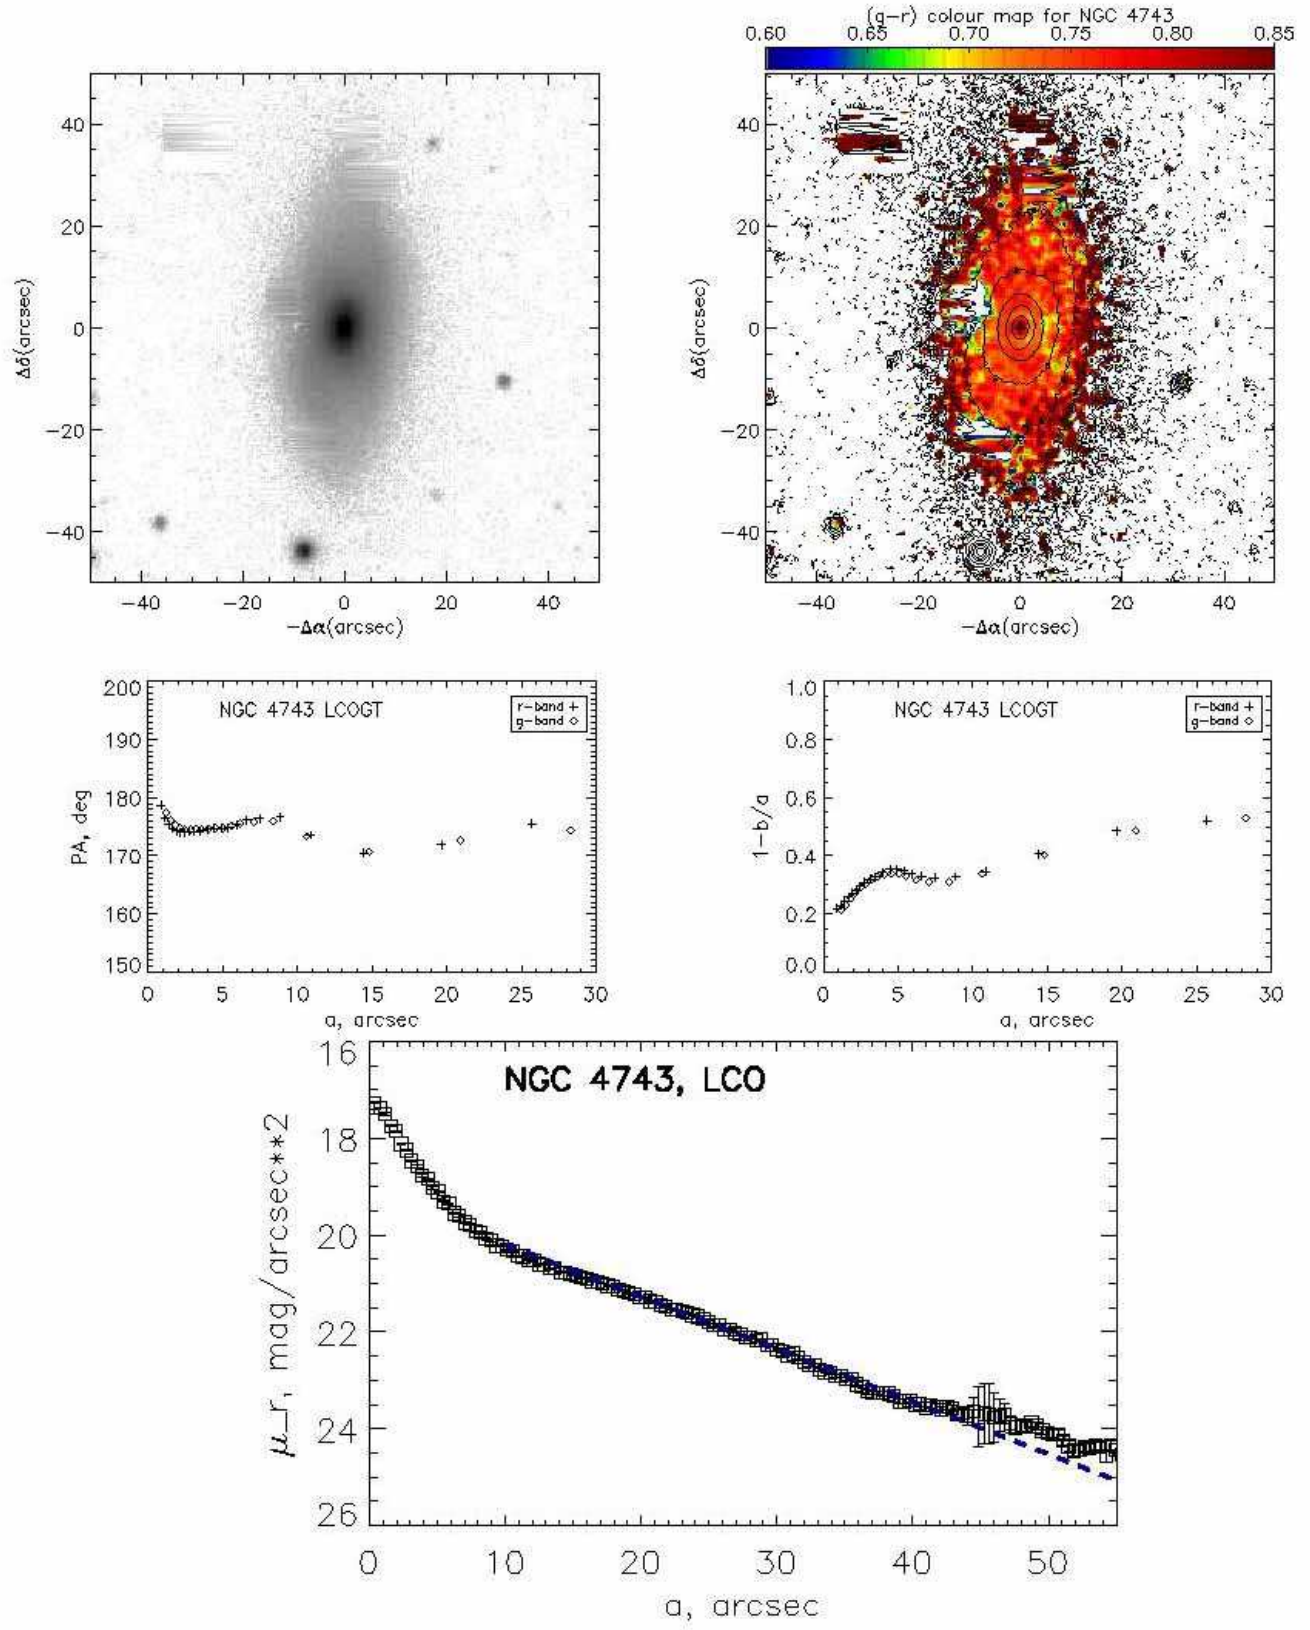 (g-r) colour map for NGC 4743
0.60 0.65 0.70 0.75 0.80 0.85
40
20
0
-20
-40
Δδ(arcsec)
-40 -20 0 20 40
-Δα(arcsec)
40
20
0
-20
-40
Δδ(arcsec)
-40 -20 0 20 40
-Δα(arcsec)
200
190
180
170
160
150
PA, deg
NGC 4743 LCOGT
r-band +
g-band ◇
0 5 10 15 20 25 30
a, arcsec
1.0
0.8
0.6
0.4
0.2
0.0
1-b/a
NGC 4743 LCOGT
r-band +
g-band ◇
0 5 10 15 20 25 30
a, arcsec
16
18
20
22
24
26
μ_r, mag/arcsec**2
NGC 4743, LCO
0 10 20 30 40 50
a, arcsec